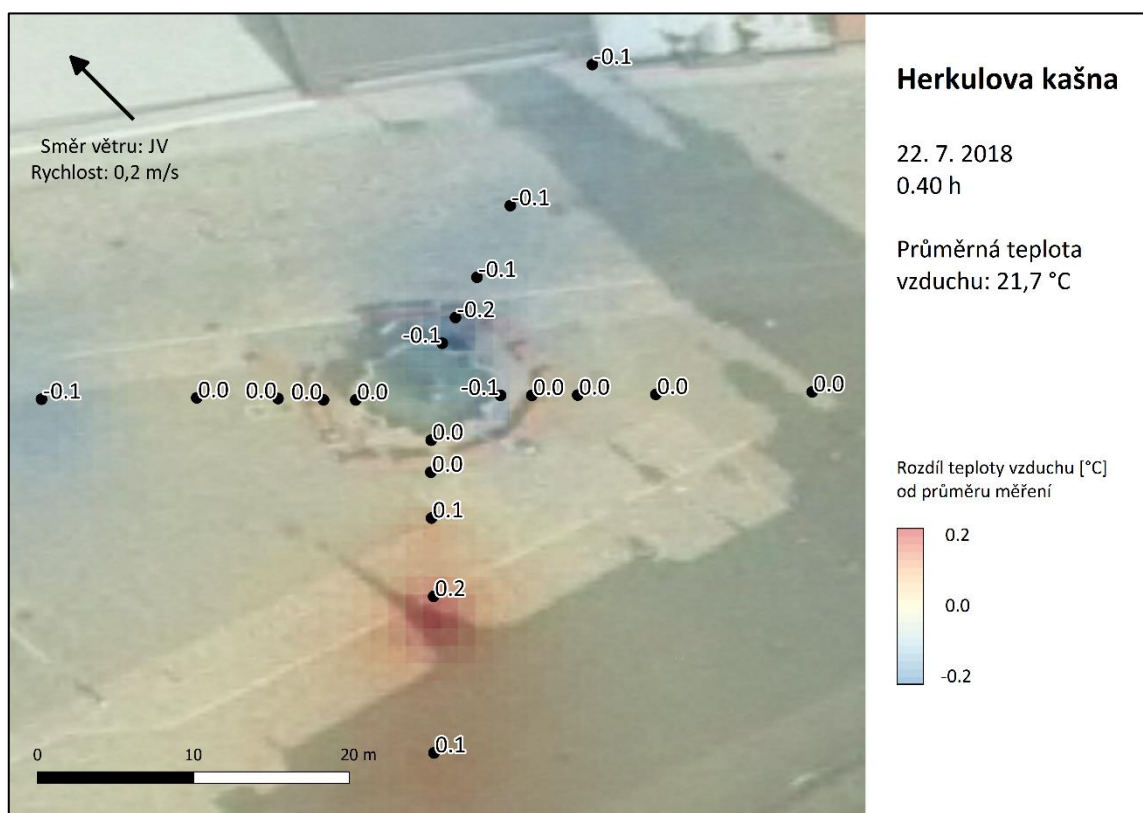 -0.1
Směr větru: JV
Rychlost: 0,2 m/s
-0.1
-0.1
-0.2
-0.1
-0.1 0.0 0.0 0.0 0.0 -0.1 0.0 0.0 0.0 0.0
0.0
0.0
0.1
0.2
0.1
0 10 20 m
Herkulova kašna
22. 7. 2018
0.40 h
Průměrná teplota
vzduchu: 21,7 °C
Rozdíl teploty vzduchu [°C]
od průměru měření
0.2
0.0
-0.2